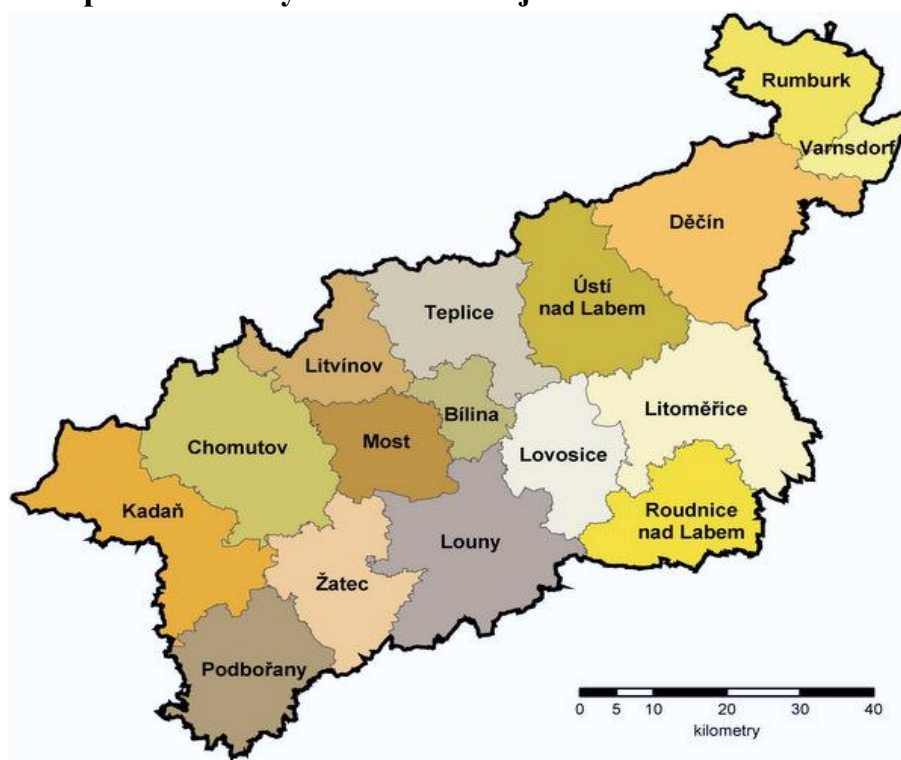 Rumburk
Varnsdorf
Děčín
Ústí
nad Labem
Teplice
Litvínov
Litoměřice
Bílina
Most
Chomutov
Lovosice
Kadaň
Roudnice
nad Labem
Louny
Žatec
Podbořany
0 5 10 20 30 40
kilometry